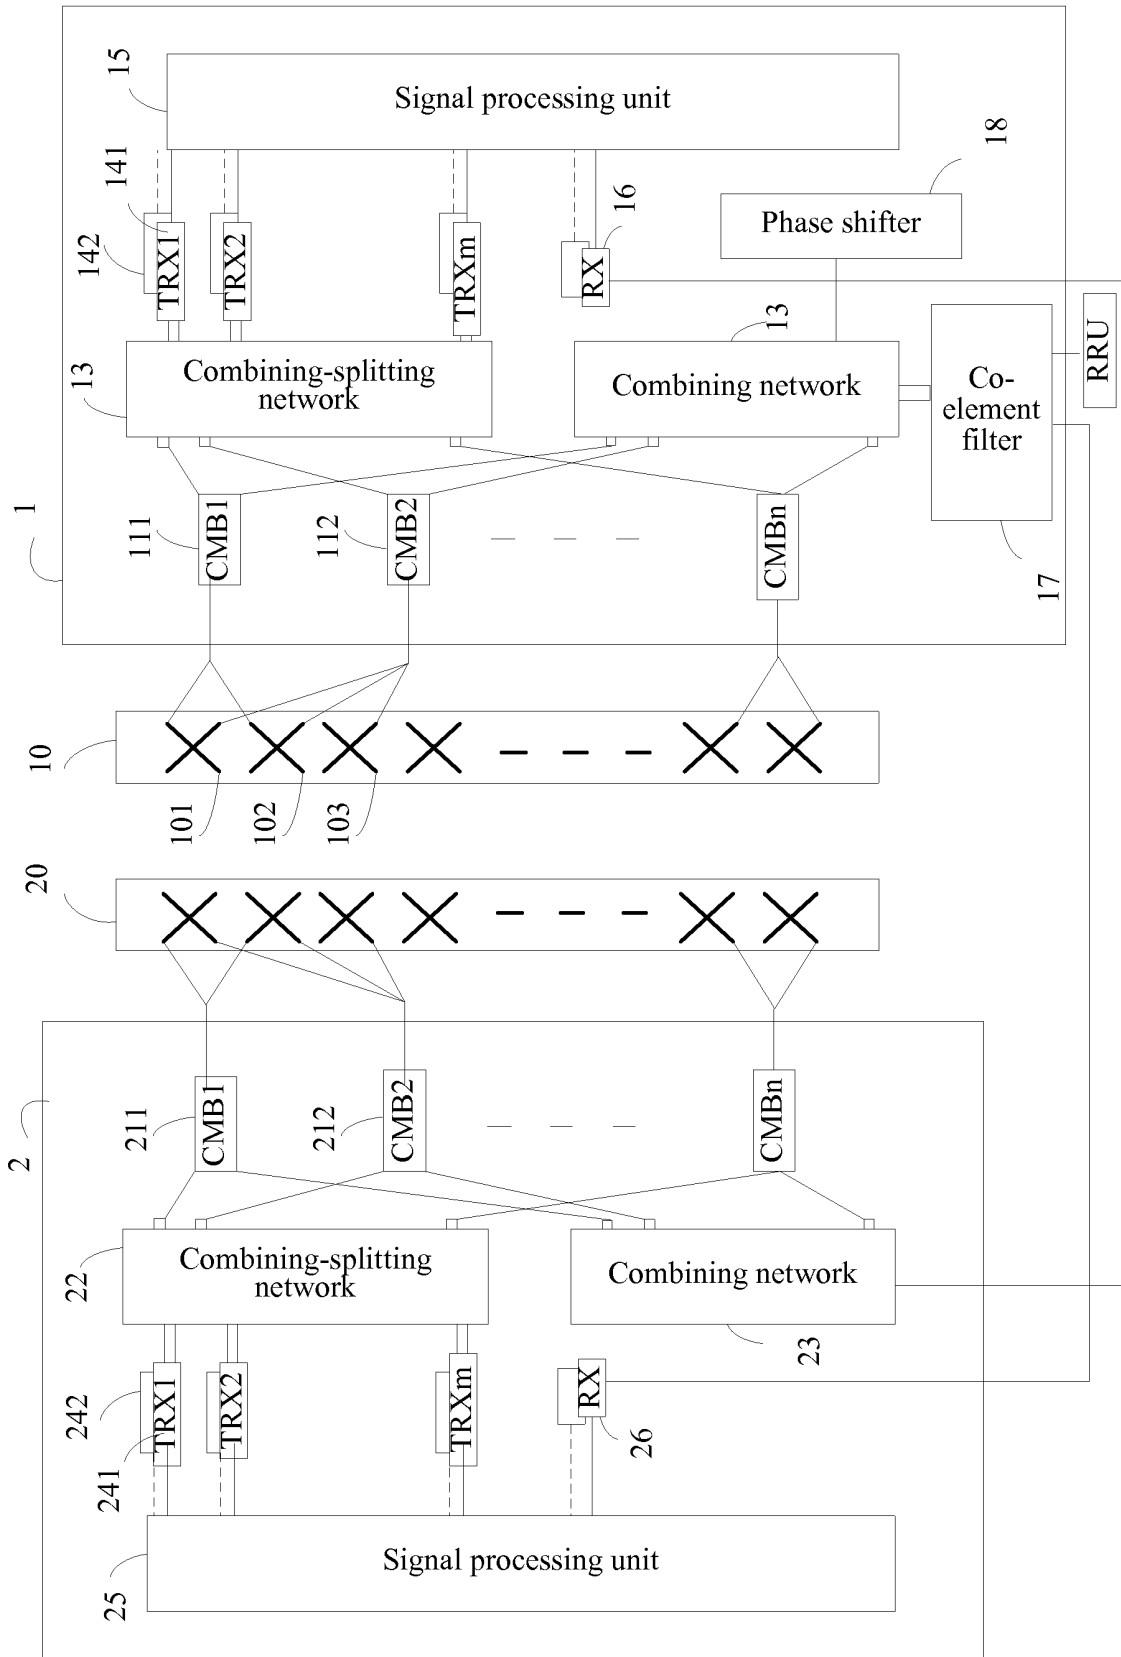 15
Signal processing unit
18
142
141
TRX1
TRX2
TRXm
RX
16
Phase shifter
13
Combining-splitting
network
13
Combining network
Co-
element
filter
RRU
1
111
CMB1
112
CMB2
CMBn
17
10
101
102
103
20
2
211
CMB1
212
CMB2
CMBn
22
Combining-splitting
network
Combining network
23
242
241
TRX1
TRX2
TRXm
RX
26
25
Signal processing unit